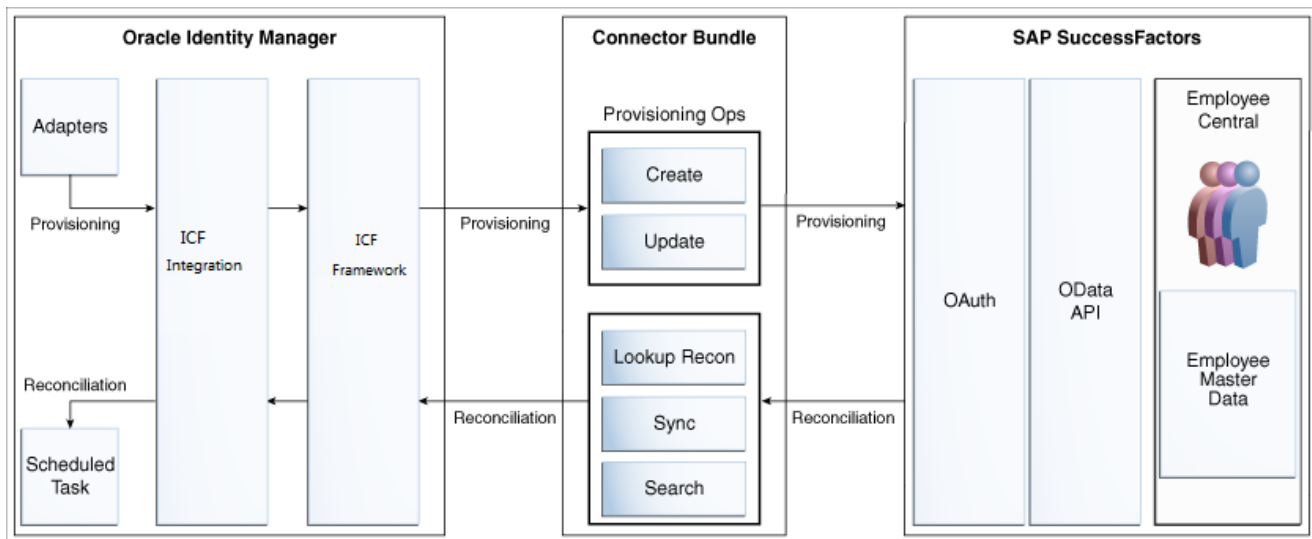 Oracle Identity Manager
Adapters
Provisioning
ICF
Integration
ICF
Framework
Reconciliation
Scheduled
Task
Provisioning
Reconciliation
Connector Bundle
Provisioning Ops
Create
Update
Lookup Recon
Sync
Search
Provisioning
Reconciliation
SAP SuccessFactors
OAuth
OData
API
Employee
Central
Employee
Master
Data